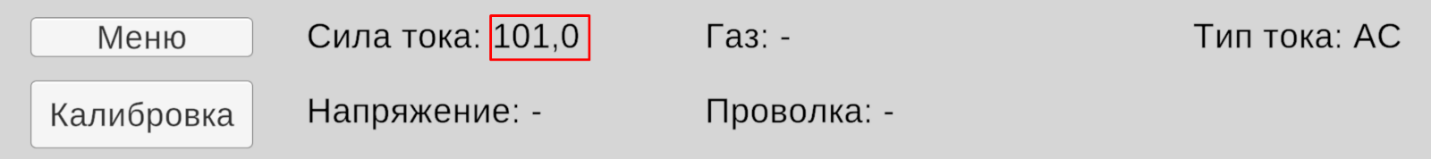 Меню Сила тока: 101,0 Газ: - Тип тока: AC
Калибровка Напряжение: - Проволка: -